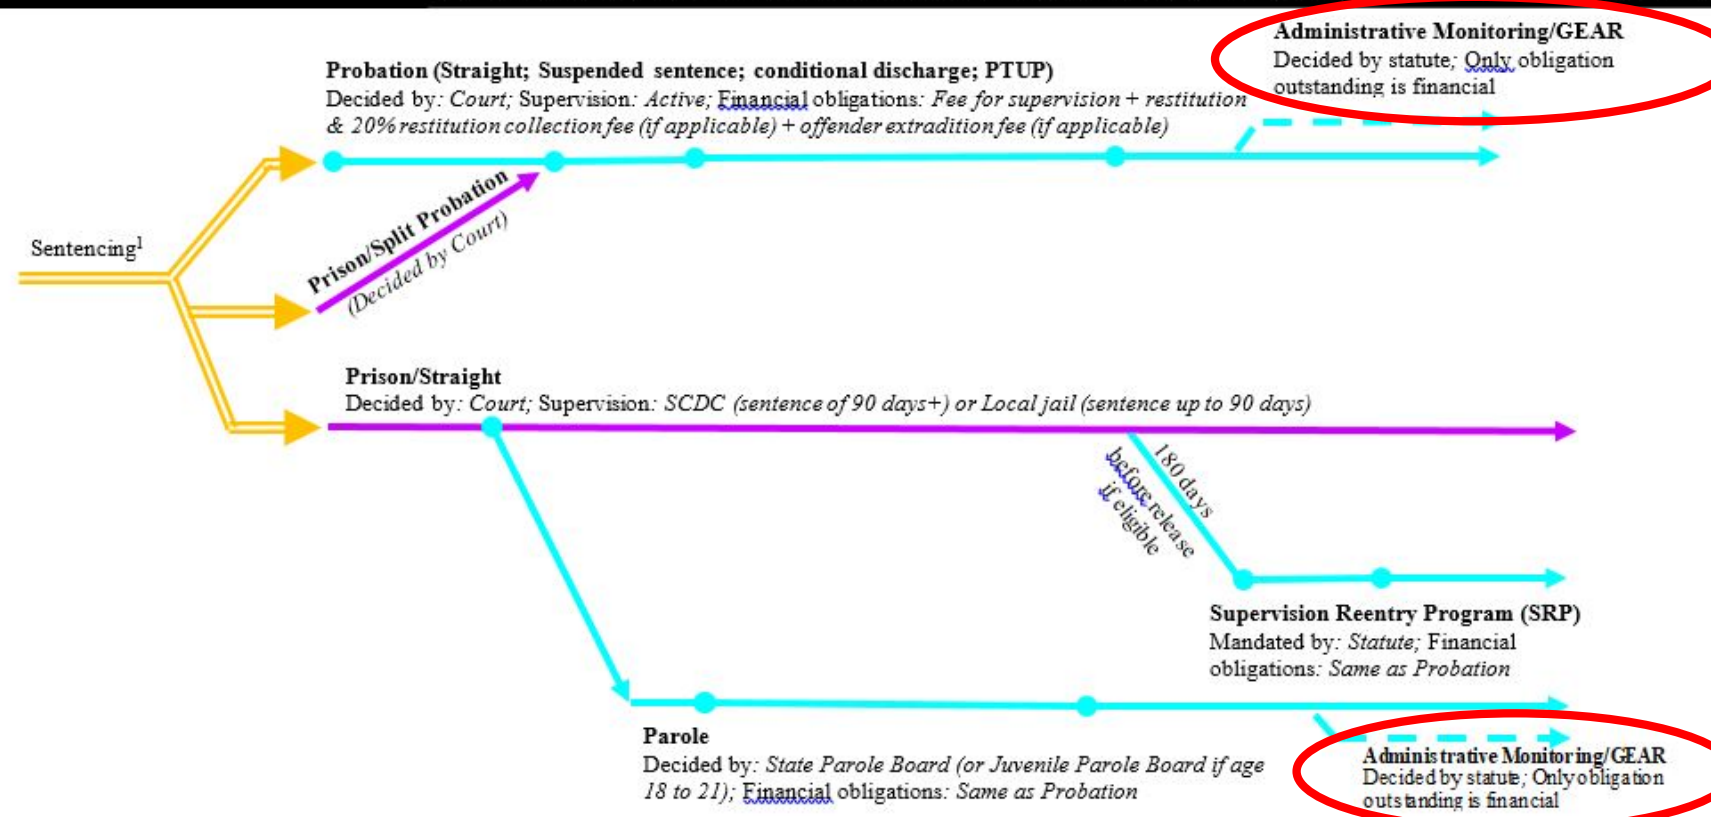 Administrative Monitoring/GEAR
Decided by statute; Only obligation
outstanding is financial
Probation (Straight; Suspended sentence; conditional discharge; PTUP)
Decided by: Court; Supervision: Active; Financial obligations: Fee for supervision + restitution
& 20% restitution collection fee (if applicable) + offender extradition fee (if applicable)
Sentencing1
Prison/Split Probation
(Decided by Court)
Prison/Straight
Decided by: Court; Supervision: SCDC (sentence of 90 days+) or Local jail (sentence up to 90 days)
180 days
before release
if eligible
Supervision Reentry Program (SRP)
Mandated by: Statute; Financial
obligations: Same as Probation
Parole
Decided by: State Parole Board (or Juvenile Parole Board if age
18 to 21); Financial obligations: Same as Probation
Administrative Monitoring/GEAR
Decided by statute; Only obligation
outstanding is financial